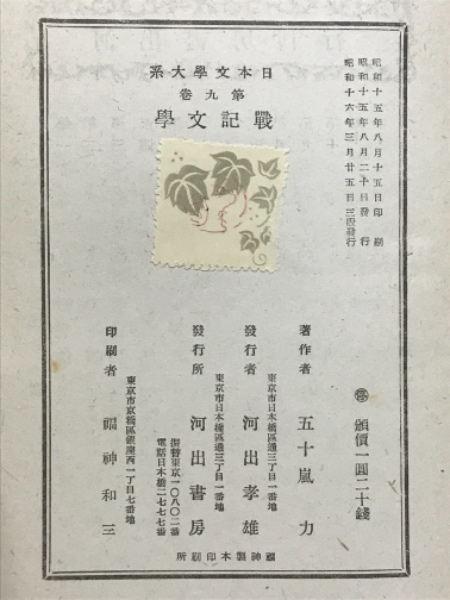 昭和十五年八月十五日印刷
昭和十五年八月二十日發行
昭和十六年三月廿五日三版發行
日本文學大系
第九卷
戰記文學
㊞ 頒價一圓二十錢
著作者 五十嵐力
東京市日本橋區通三丁目一番地
發行者 河出孝雄
東京市日本橋區通三丁目一番地
發行所 河出書房
振替東京一〇八〇二番
電話日本橋二七七七番
東京市京橋區銀座西一丁目七番地
印刷者 福神和三
福神製本印刷所